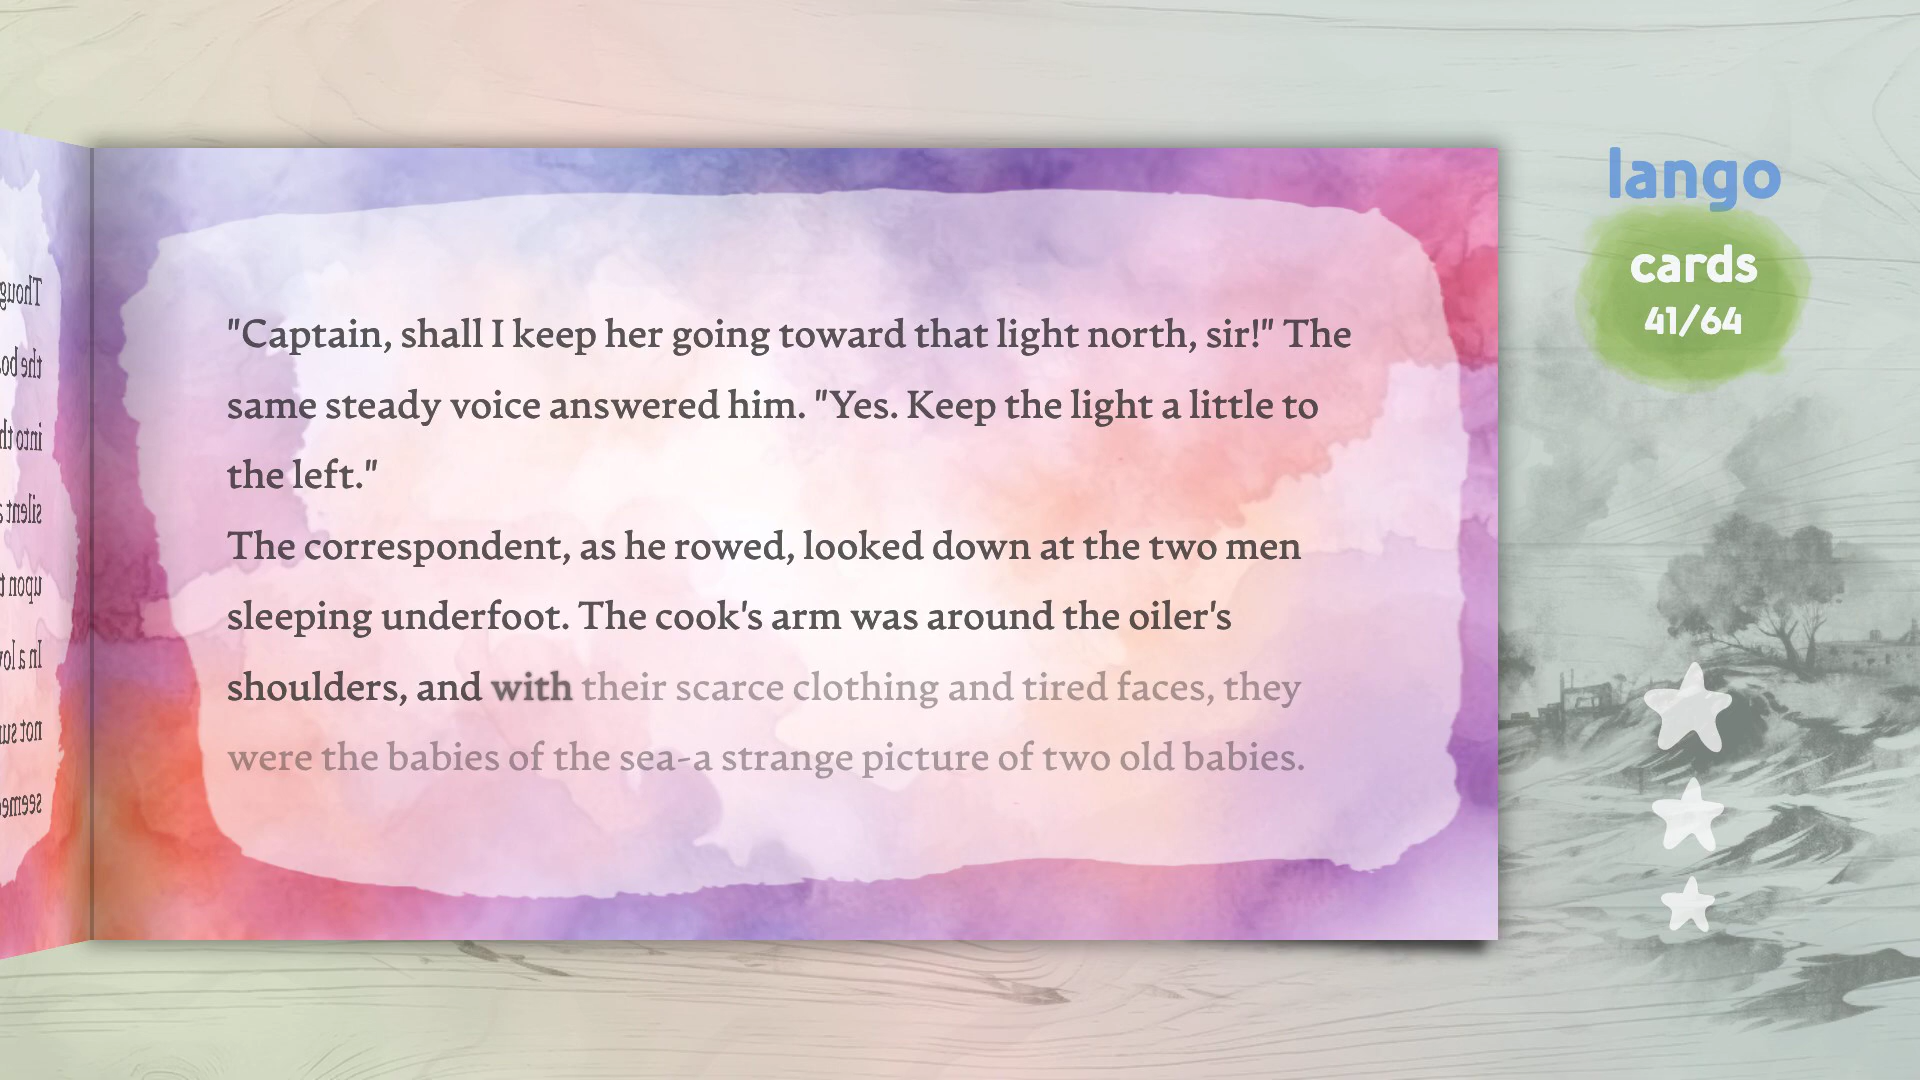 "Captain, shall I keep her going toward that light north, sir!" The
same steady voice answered him. "Yes. Keep the light a little to
the left."
The correspondent, as he rowed, looked down at the two men
sleeping underfoot. The cook's arm was around the oiler's
shoulders, and with their scarce clothing and tired faces, they
were the babies of the sea-a strange picture of two old babies.
lango
cards
41/64